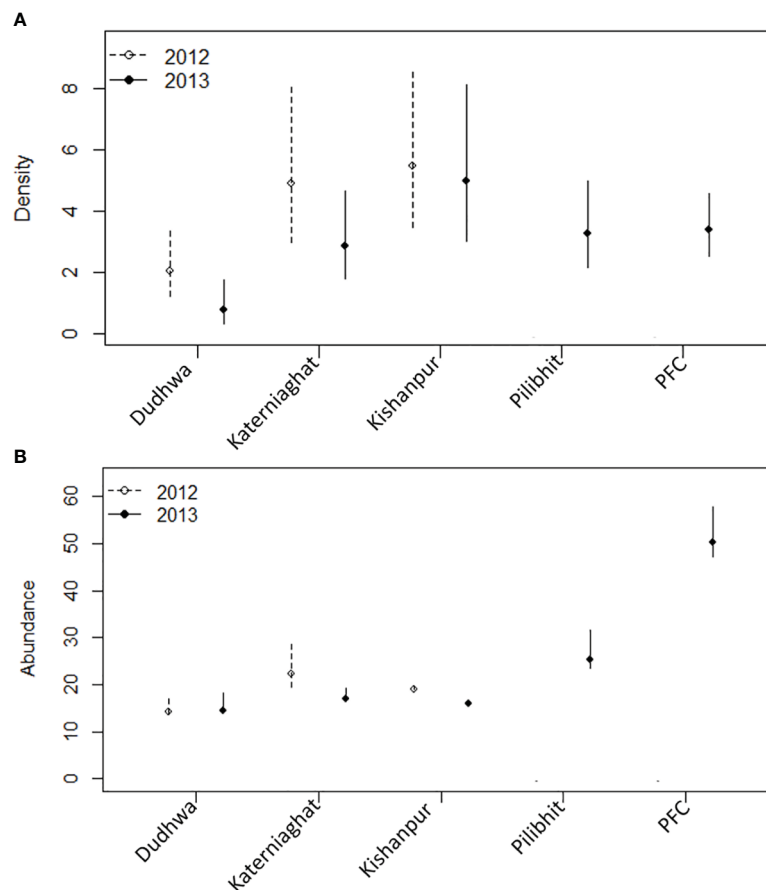 A
2012
2013
Density
8
6
4
2
0
Dudhwa
Katerniaghat
Kishanpur
Pilibhit
PFC
B
2012
2013
Abundance
60
50
40
30
20
10
0
Dudhwa
Katerniaghat
Kishanpur
Pilibhit
PFC